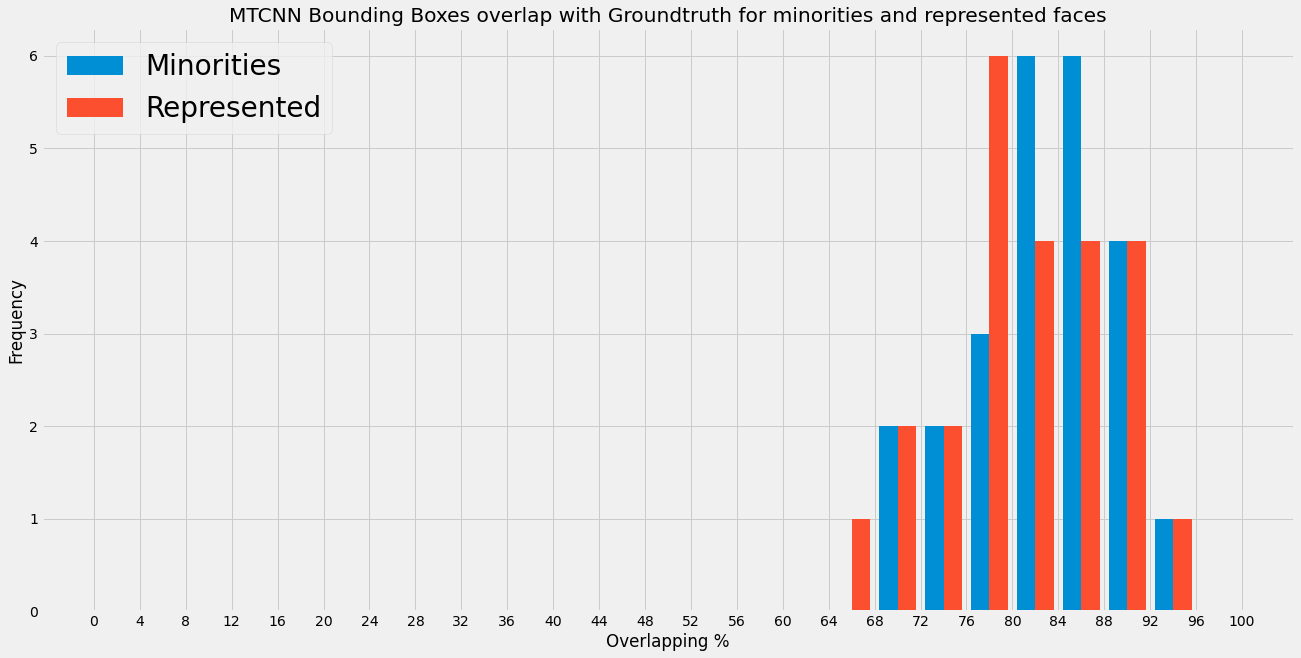 MTCNN Bounding Boxes overlap with Groundtruth for minorities and represented faces
Minorities
Represented
6
5
4
3
2
1
0
Frequency
0 4 8 12 16 20 24 28 32 36 40 44 48 52 56 60 64 68 72 76 80 84 88 92 96 100
Overlapping %